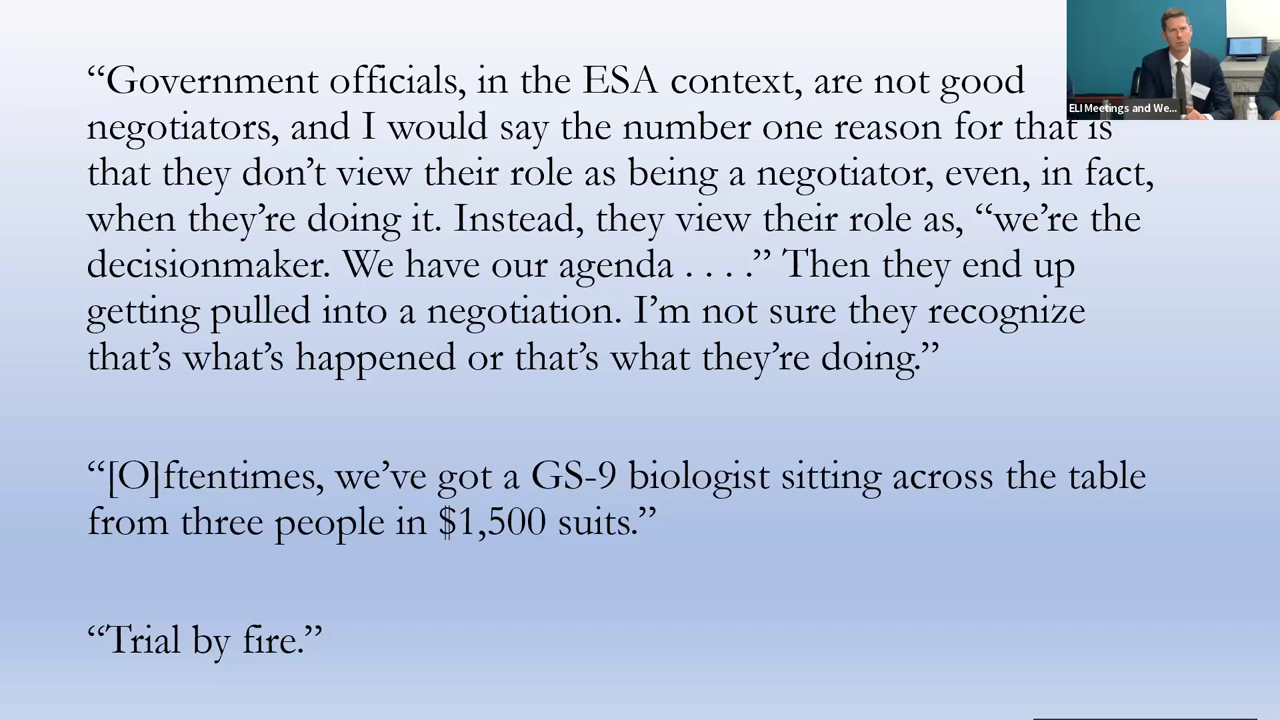 “Government officials, in the ESA context, are not good
negotiators, and I would say the number one reason for that is
that they don’t view their role as being a negotiator, even, in fact,
when they’re doing it. Instead, they view their role as, “we’re the
decisionmaker. We have our agenda . . . .” Then they end up
getting pulled into a negotiation. I’m not sure they recognize
that’s what’s happened or that’s what they’re doing.”
“[O]ftentimes, we’ve got a GS-9 biologist sitting across the table
from three people in $1,500 suits.”
“Trial by fire.”
ELI Meetings and We...